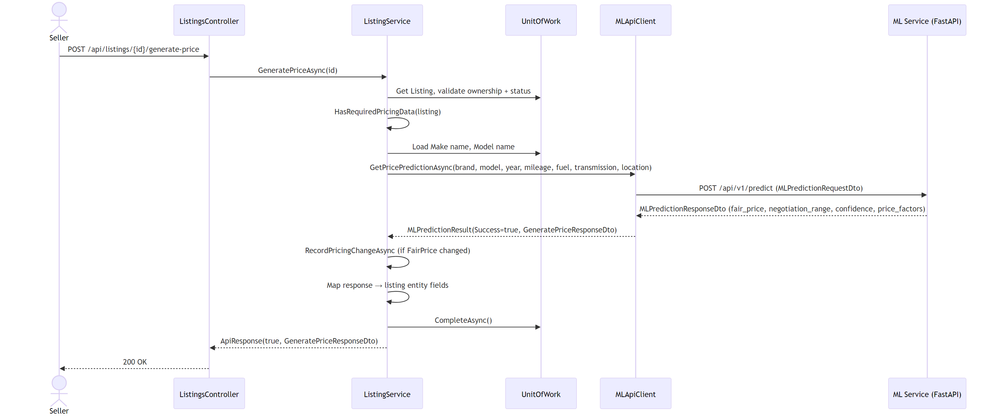 Seller
ListingsController
ListingService
UnitOfWork
MLApiClient
ML Service (FastAPI)
POST /api/listings/{id}/generate-price
GeneratePriceAsync(id)
Get Listing, validate ownership + status
HasRequiredPricingData(listing)
Load Make name, Model name
GetPricePredictionAsync(brand, model, year, mileage, fuel, transmission, location)
POST /api/v1/predict (MLPredictionRequestDto)
MLPredictionResponseDto (fair_price, negotiation_range, confidence, price_factors)
MLPredictionResult(Success=true, GeneratePriceResponseDto)
RecordPricingChangeAsync (if FairPrice changed)
Map response → listing entity fields
CompleteAsync()
ApiResponse(true, GeneratePriceResponseDto)
200 OK
Seller
ListingsController
ListingService
UnitOfWork
MLApiClient
ML Service (FastAPI)